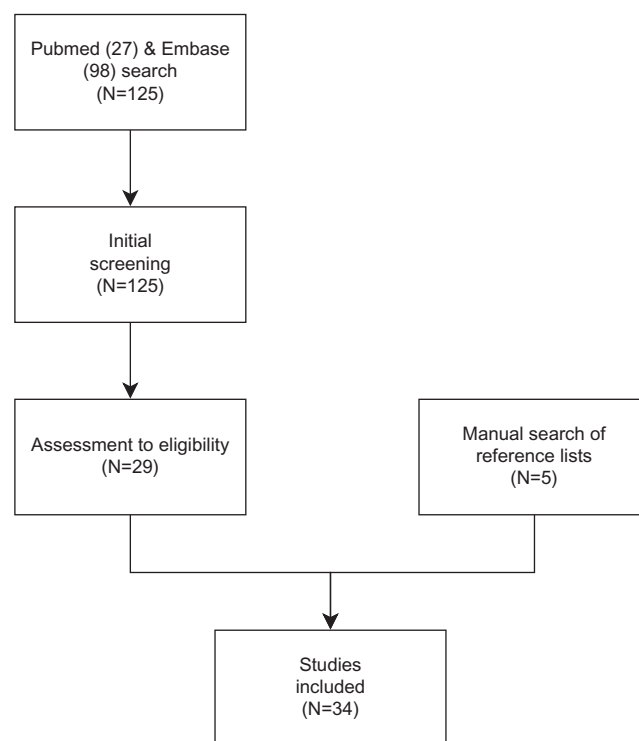 Pubmed (27) & Embase
(98) search
(N=125)
Initial
screening
(N=125)
Assessment to eligibility
(N=29)
Manual search of
reference lists
(N=5)
Studies
included
(N=34)